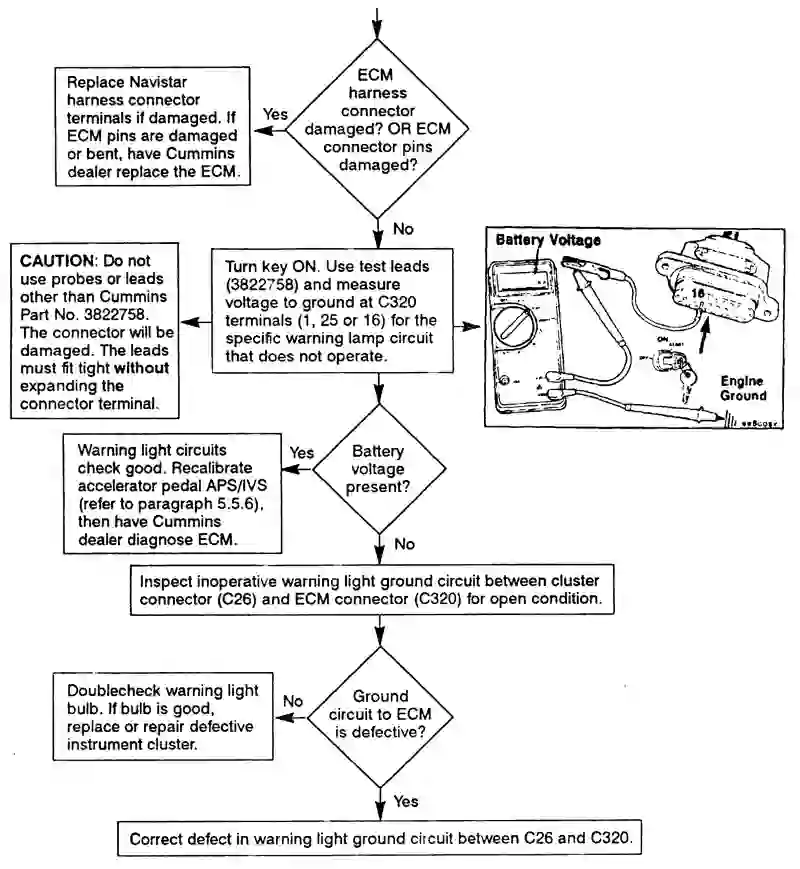 ECM
harness
connector
damaged? OR ECM
connector pins
damaged?
Yes
Replace Navistar
harness connector
terminals if damaged. If
ECM pins are damaged
or bent, have Cummins
dealer replace the ECM.
No
CAUTION: Do not
use probes or leads
other than Cummins
Part No. 3822758.
The connector will be
damaged. The leads
must fit tight without
expanding the
connector terminal.
Turn key ON. Use test leads
(3822758) and measure
voltage to ground at C320
terminals (1, 25 or 16) for the
specific warning lamp circuit
that does not operate.
Battery Voltage
16
ON
START
OFF
Engine
Ground
Battery
voltage
present?
Yes
Warning light circuits
check good. Recalibrate
accelerator pedal APS/IVS
(refer to paragraph 5.5.6),
then have Cummins
dealer diagnose ECM.
No
Inspect inoperative warning light ground circuit between cluster
connector (C26) and ECM connector (C320) for open condition.
Ground
circuit to ECM
is defective?
No
Doublecheck warning light
bulb. If bulb is good,
replace or repair defective
instrument cluster.
Yes
Correct defect in warning light ground circuit between C26 and C320.